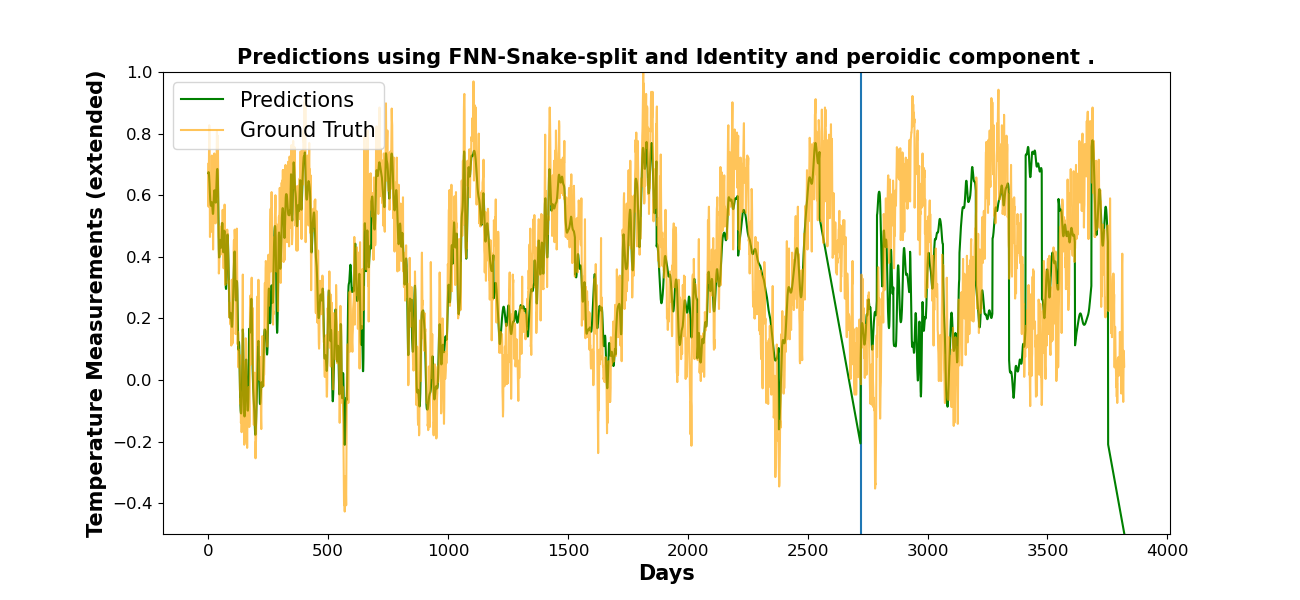 Predictions using FNN-Snake-split and Identity and peroidic component .
Temperature Measurements (extended)
1.0
0.8
0.6
0.4
0.2
0.0
−0.2
−0.4
Predictions
Ground Truth
0 500 1000 1500 2000 2500 3000 3500 4000
Days